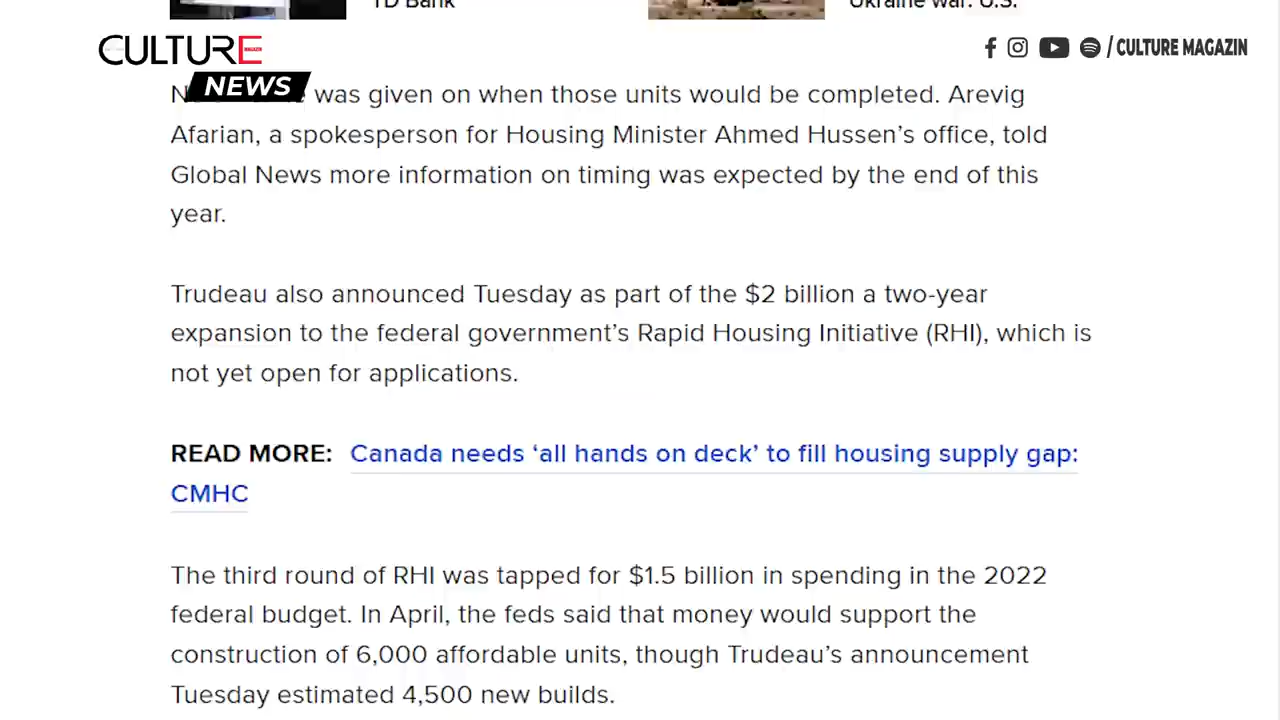 TD Bank
Ukraine war: U.S.
CULTURE
NEWS
/ CULTURE MAGAZIN
was given on when those units would be completed. Arevig
Afarian, a spokesperson for Housing Minister Ahmed Hussen’s office, told
Global News more information on timing was expected by the end of this
year.
Trudeau also announced Tuesday as part of the $2 billion a two-year
expansion to the federal government’s Rapid Housing Initiative (RHI), which is
not yet open for applications.
READ MORE: Canada needs ‘all hands on deck’ to fill housing supply gap:
CMHC
The third round of RHI was tapped for $1.5 billion in spending in the 2022
federal budget. In April, the feds said that money would support the
construction of 6,000 affordable units, though Trudeau’s announcement
Tuesday estimated 4,500 new builds.